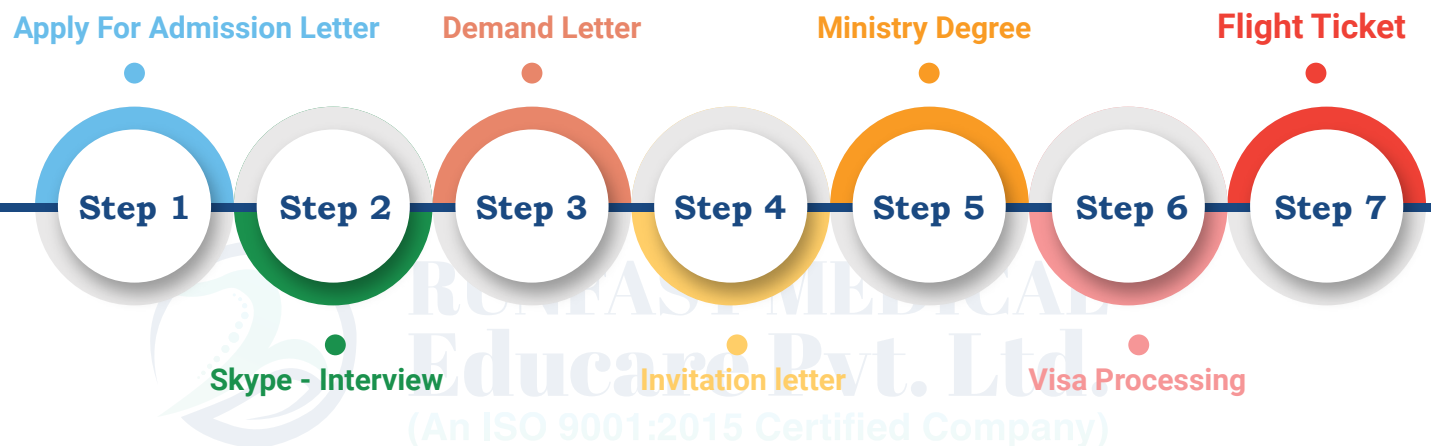 Apply For Admission Letter
Demand Letter
Ministry Degree
Flight Ticket
Step 1
Step 2
Step 3
Step 4
Step 5
Step 6
Step 7
RUNFAST MEDICAL
Educare Pvt. Ltd.
Skype - Interview
Invitation letter
Visa Processing
(An ISO 9001:2015 Certified Company)